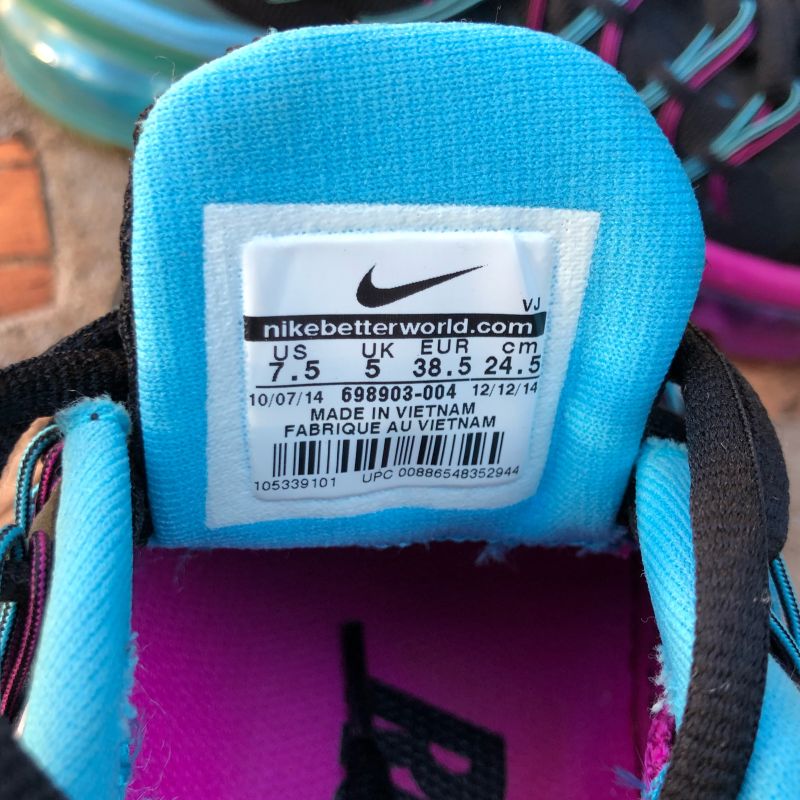 VJ
nikebetterworld.com
US UK EUR cm
7.5 5 38.5 24.5
10/07/14 698903-004 12/12/14
MADE IN VIETNAM
FABRIQUE AU VIETNAM
105339101 UPC 00886548352944